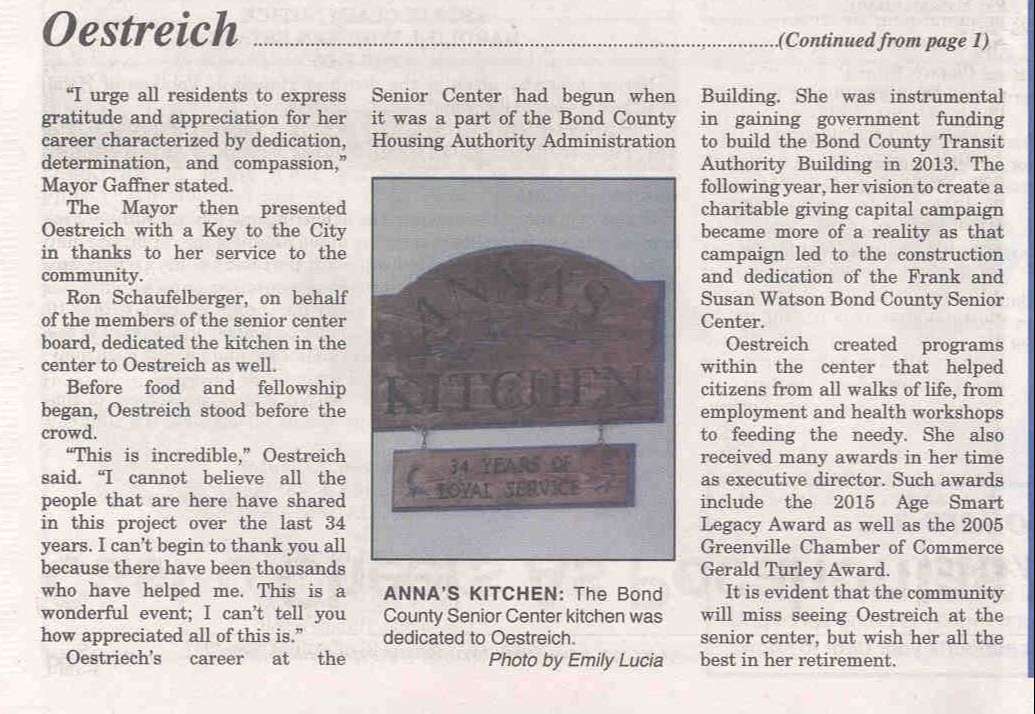 Oestreich ................(Continued from page 1)
"I urge all residents to express
gratitude and appreciation for her
career characterized by dedication,
determination, and compassion,"
Mayor Gaffner stated.
The Mayor then presented
Oestreich with a Key to the City
in thanks to her service to the
community.
Ron Schaufelberger, on behalf
of the members of the senior center
board, dedicated the kitchen in the
center to Oestreich as well.
Before food and fellowship
began, Oestreich stood before the
crowd.
"This is incredible," Oestreich
said. "I cannot believe all the
people that are here have shared
in this project over the last 34
years. I can't begin to thank you all
because there have been thousands
who have helped me. This is a
wonderful event; I can't tell you
how appreciated all of this is."
Oestriech's career at the
Senior Center had begun when
it was a part of the Bond County
Housing Authority Administration
ANNA'S
KITCHEN
34 YEARS OF
LOYAL SERVICE
ANNA'S KITCHEN: The Bond
County Senior Center kitchen was
dedicated to Oestreich.
Photo by Emily Lucia
Building. She was instrumental
in gaining government funding
to build the Bond County Transit
Authority Building in 2013. The
following year, her vision to create a
charitable giving capital campaign
became more of a reality as that
campaign led to the construction
and dedication of the Frank and
Susan Watson Bond County Senior
Center.
Oestreich created programs
within the center that helped
citizens from all walks of life, from
employment and health workshops
to feeding the needy. She also
received many awards in her time
as executive director. Such awards
include the 2015 Age Smart
Legacy Award as well as the 2005
Greenville Chamber of Commerce
Gerald Turley Award.
It is evident that the community
will miss seeing Oestreich at the
senior center, but wish her all the
best in her retirement.